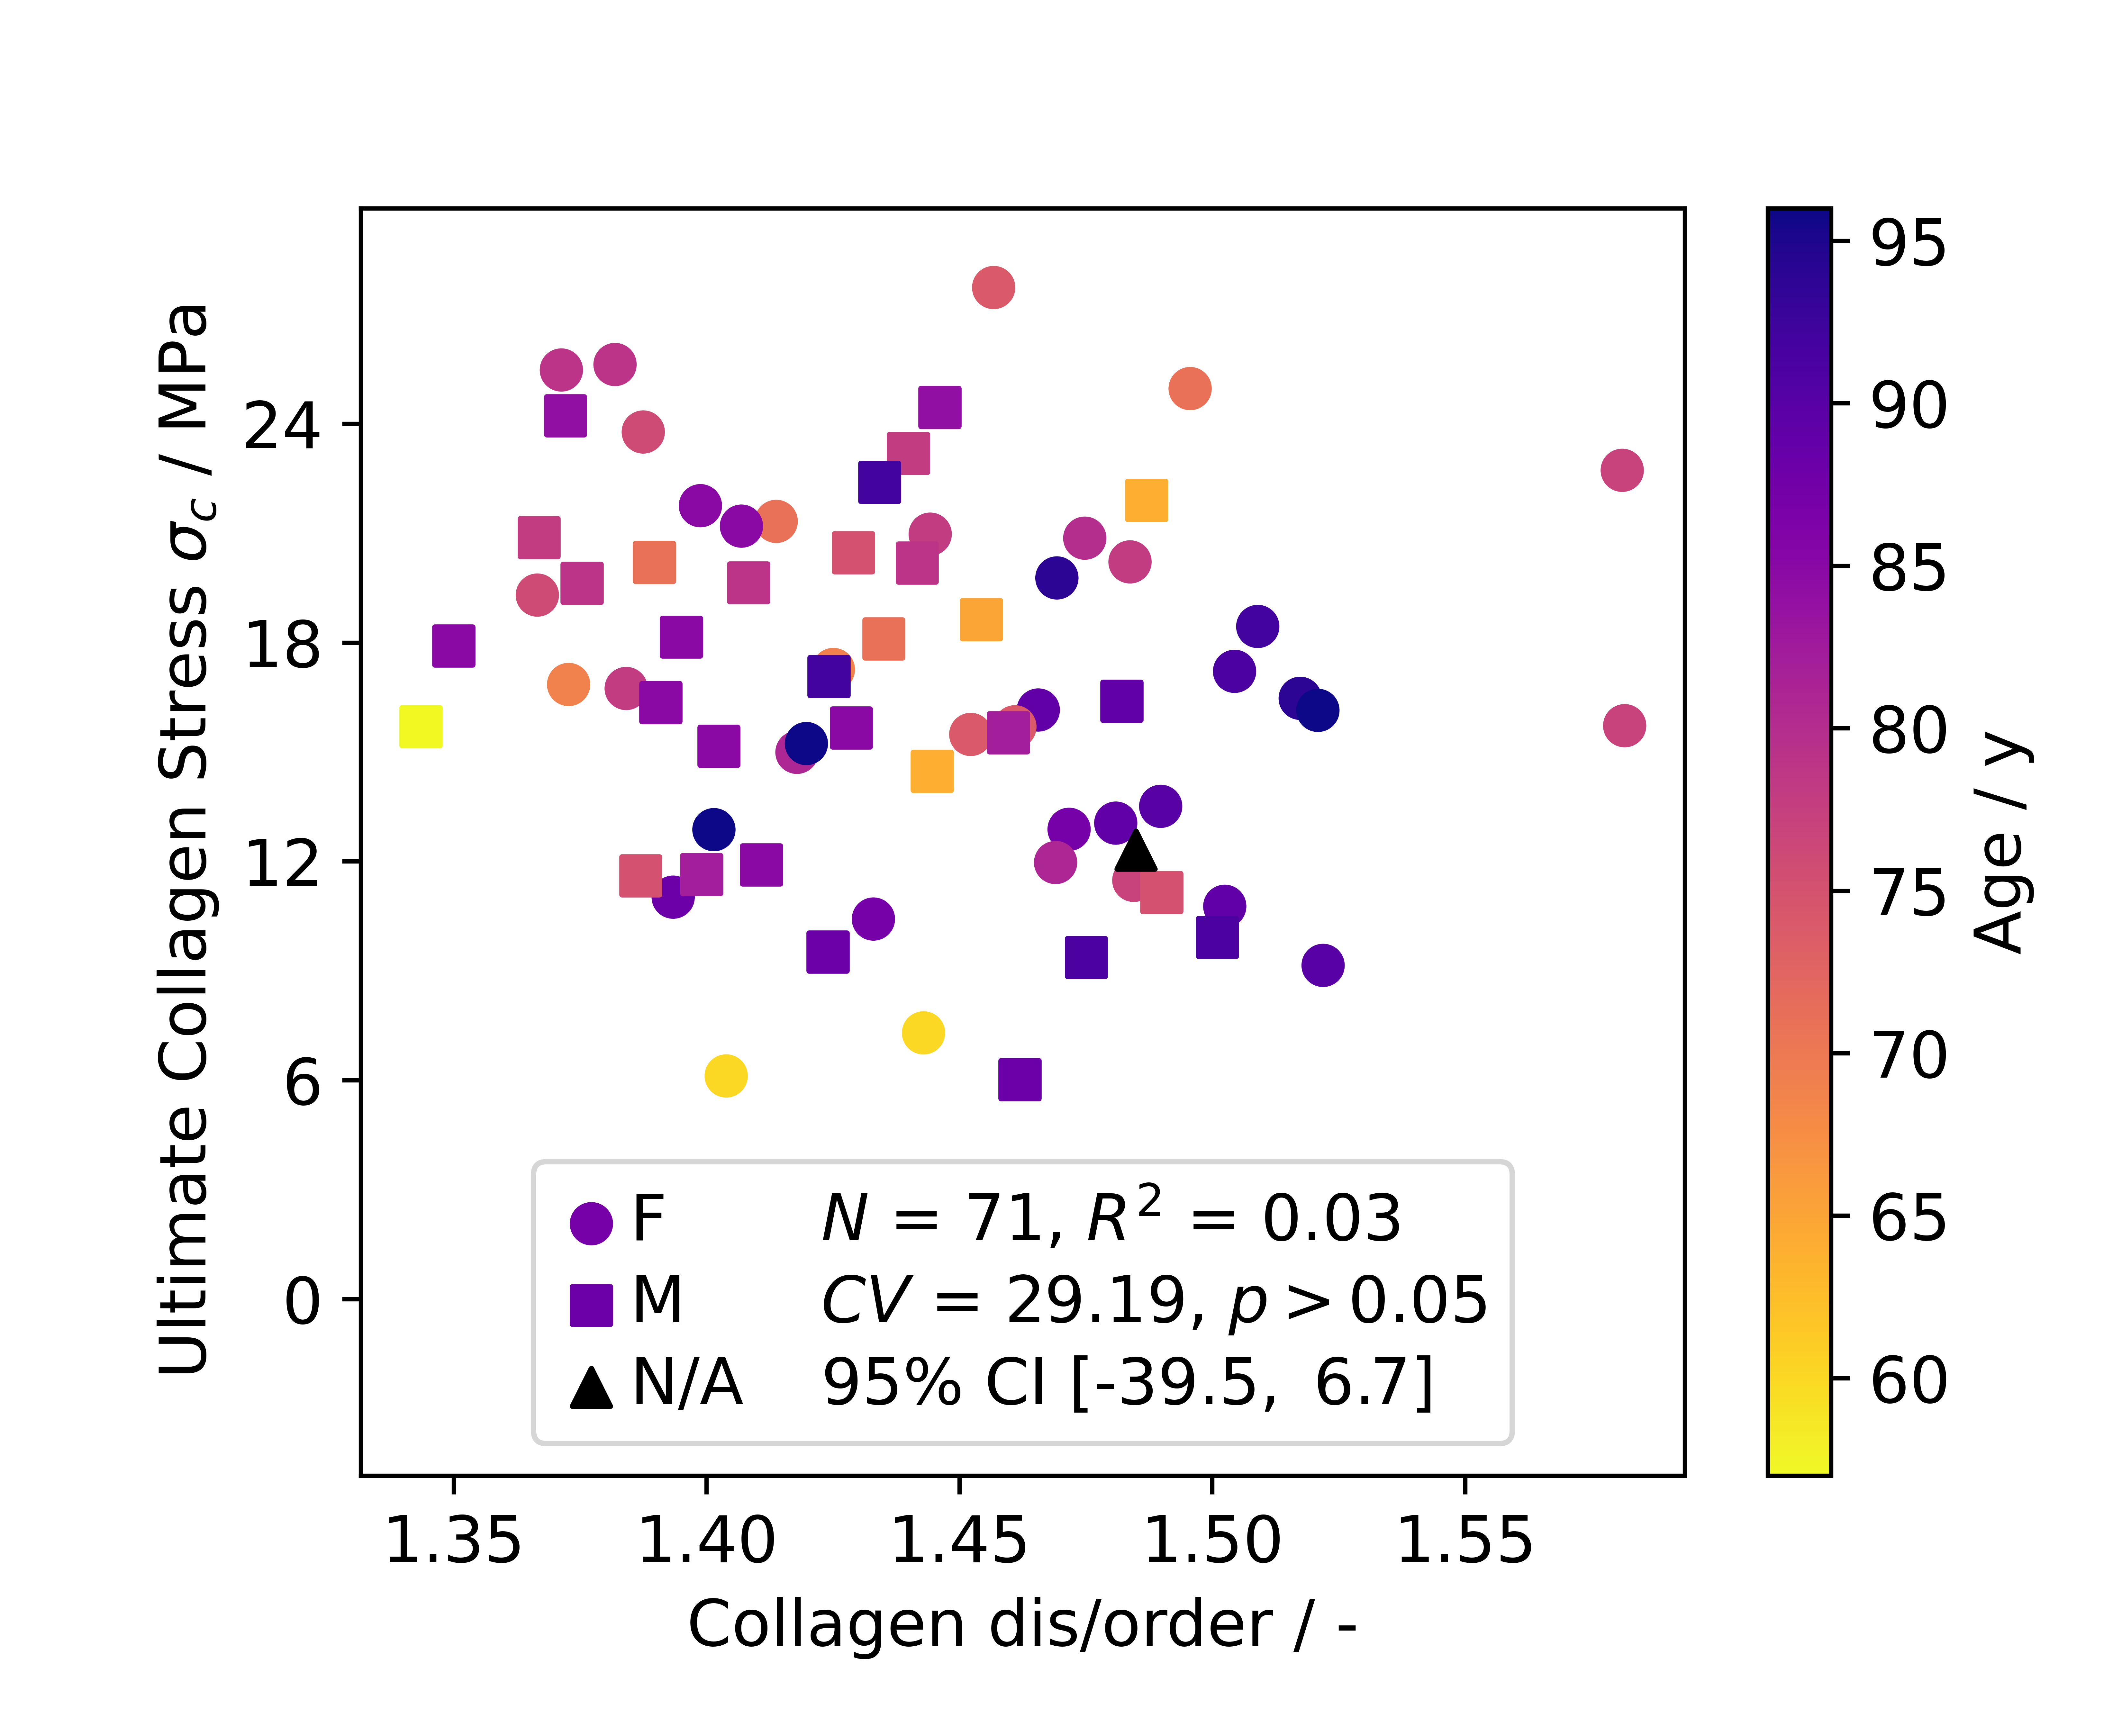 Ultimate Collagen Stress σc / MPa
24
18
12
6
0
F N = 71, R² = 0.03
M CV = 29.19, p > 0.05
N/A 95% CI [-39.5, 6.7]
1.35 1.40 1.45 1.50 1.55
Collagen dis/order / -
95
90
85
80
75
70
65
60
Age / y